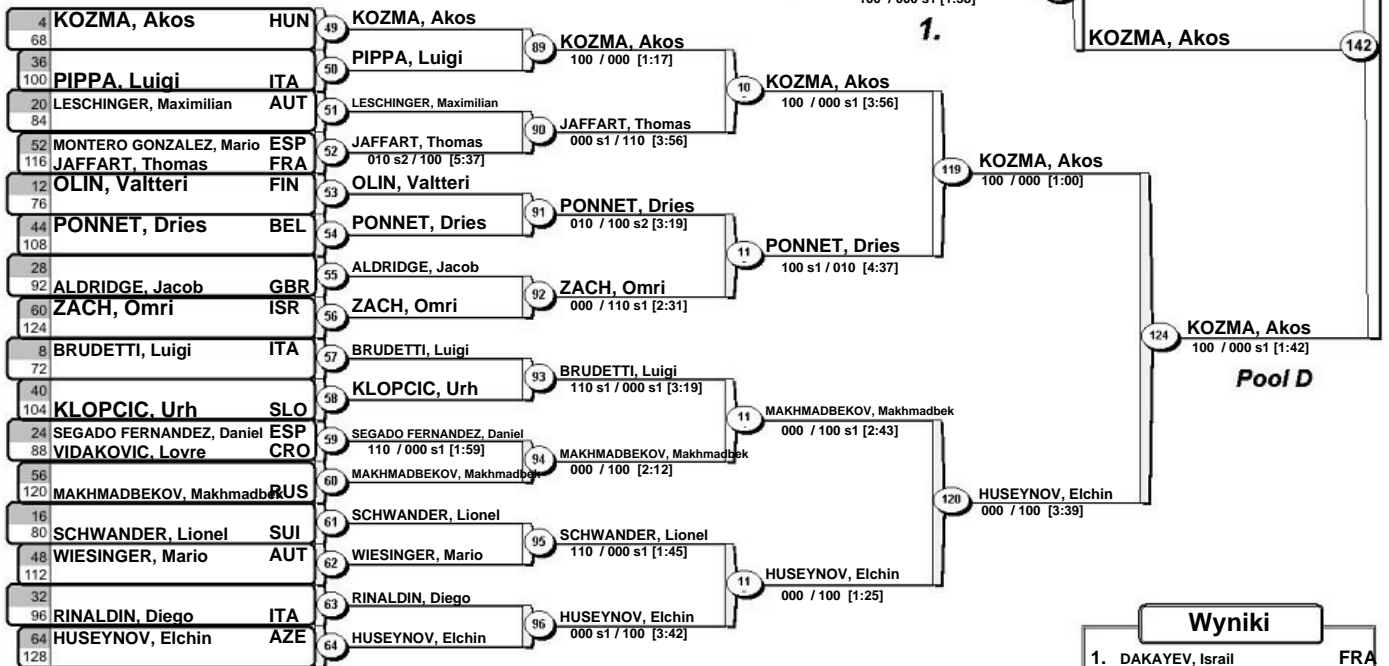 1.
KOZMA, Akos
142
4 KOZMA, Akos HUN
68
36
100 PIPPA, Luigi ITA
20 LESCHINGER, Maximilian AUT
84
52 MONTERO GONZALEZ, Mario ESP
116 JAFFART, Thomas FRA
12 OLIN, Valtteri FIN
76
44 PONNET, Dries BEL
108
28
92 ALDRIDGE, Jacob GBR
60 ZACH, Omri ISR
124
8 BRUDETTI, Luigi ITA
72
40
104 KLOPCIC, Urh SLO
24 SEGADO FERNANDEZ, Daniel ESP
88 VIDAKOVIC, Lovre CRO
56
120 MAKHMADBEKOV, Makhmadbek RUS
16
80 SCHWANDER, Lionel SUI
48 WIESINGER, Mario AUT
112
32
96 RINALDIN, Diego ITA
64 HUSEYNOV, Elchin AZE
128
49 KOZMA, Akos
50 PIPPA, Luigi
51 LESCHINGER, Maximilian
52 JAFFART, Thomas
010 s2 / 100 [5:37]
53 OLIN, Valtteri
54 PONNET, Dries
55 ALDRIDGE, Jacob
56 ZACH, Omri
57 BRUDETTI, Luigi
58 KLOPCIC, Urh
59 SEGADO FERNANDEZ, Daniel
110 / 000 s1 [1:59]
60 MAKHMADBEKOV, Makhmadbek
61 SCHWANDER, Lionel
62 WIESINGER, Mario
63 RINALDIN, Diego
64 HUSEYNOV, Elchin
89 KOZMA, Akos
100 / 000 [1:17]
90 JAFFART, Thomas
000 s1 / 110 [3:56]
91 PONNET, Dries
010 / 100 s2 [3:19]
92 ZACH, Omri
000 / 110 s1 [2:31]
93 BRUDETTI, Luigi
110 s1 / 000 s1 [3:19]
94 MAKHMADBEKOV, Makhmadbek
000 / 100 [2:12]
95 SCHWANDER, Lionel
110 / 000 s1 [1:45]
96 HUSEYNOV, Elchin
000 s1 / 100 [3:42]
10 KOZMA, Akos
100 / 000 s1 [3:56]
11 PONNET, Dries
100 s1 / 010 [4:37]
11 MAKHMADBEKOV, Makhmadbek
000 / 100 s1 [2:43]
11 HUSEYNOV, Elchin
000 / 100 [1:25]
119 KOZMA, Akos
100 / 000 [1:00]
120 HUSEYNOV, Elchin
000 / 100 [3:39]
124 KOZMA, Akos
100 / 000 s1 [1:42]
Pool D
Wyniki
1. DAKAYEV, Israil FRA